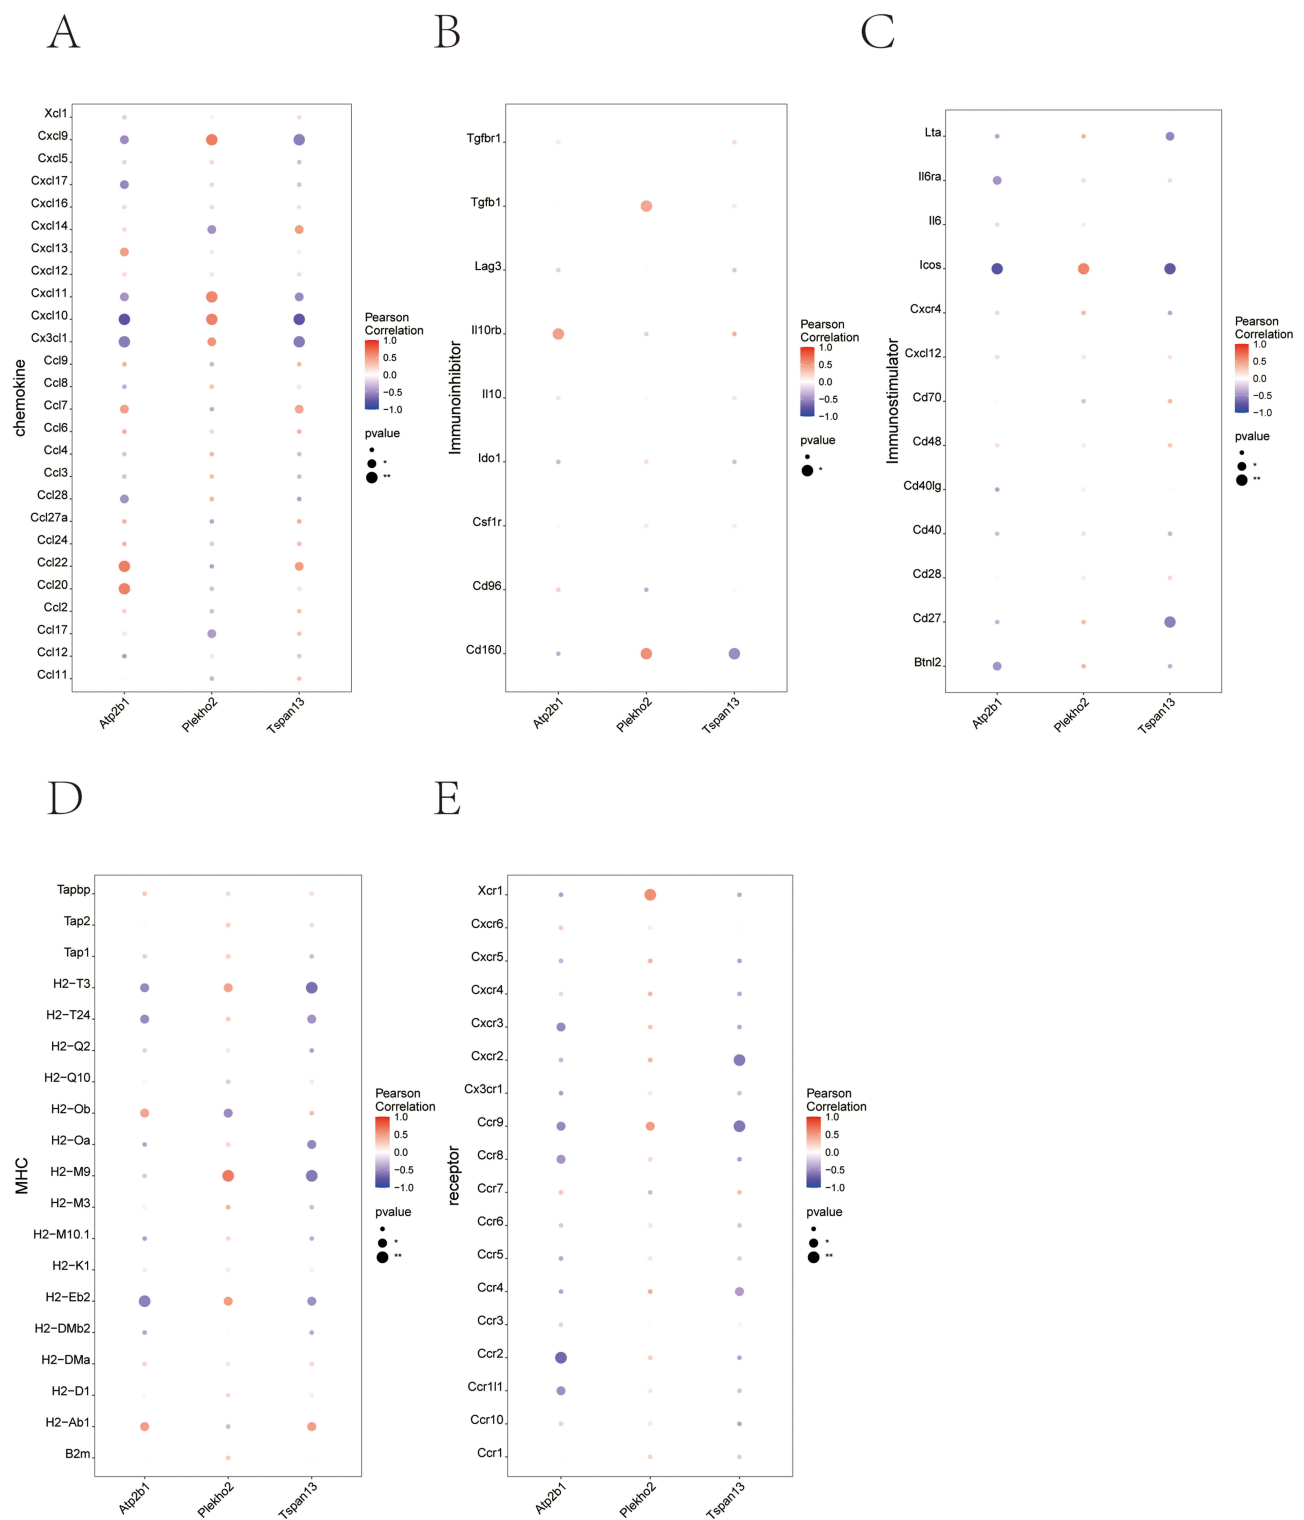 A
chemokine
Xcl1
Cxcl9
Cxcl5
Cxcl17
Cxcl16
Cxcl14
Cxcl13
Cxcl12
Cxcl11
Cxcl10
Cx3cl1
Ccl9
Ccl8
Ccl7
Ccl6
Ccl4
Ccl3
Ccl28
Ccl27a
Ccl24
Ccl22
Ccl20
Ccl2
Ccl17
Ccl12
Ccl11
Atp2b1
Plekho2
Tspan13
Pearson
Correlation
1.0
0.5
0.0
−0.5
−1.0
pvalue
*
**
B
Immunoinhibitor
Tgfbr1
Tgfb1
Lag3
Il10rb
Il10
Ido1
Csf1r
Cd96
Cd160
Atp2b1
Plekho2
Tspan13
Pearson
Correlation
1.0
0.5
0.0
−0.5
−1.0
pvalue
*
C
Immunostimulator
Lta
Il6ra
Il6
Icos
Cxcr4
Cxcl12
Cd70
Cd48
Cd40lg
Cd40
Cd28
Cd27
Btnl2
Atp2b1
Plekho2
Tspan13
Pearson
Correlation
1.0
0.5
0.0
−0.5
−1.0
pvalue
*
**
D
MHC
Tapbp
Tap2
Tap1
H2−T3
H2−T24
H2−Q2
H2−Q10
H2−Ob
H2−Oa
H2−M9
H2−M3
H2−M10.1
H2−K1
H2−Eb2
H2−DMb2
H2−DMa
H2−D1
H2−Ab1
B2m
Atp2b1
Plekho2
Tspan13
Pearson
Correlation
1.0
0.5
0.0
−0.5
−1.0
pvalue
*
**
E
receptor
Xcr1
Cxcr6
Cxcr5
Cxcr4
Cxcr3
Cxcr2
Cx3cr1
Ccr9
Ccr8
Ccr7
Ccr6
Ccr5
Ccr4
Ccr3
Ccr2
Ccr1l1
Ccr10
Ccr1
Atp2b1
Plekho2
Tspan13
Pearson
Correlation
1.0
0.5
0.0
−0.5
−1.0
pvalue
*
**